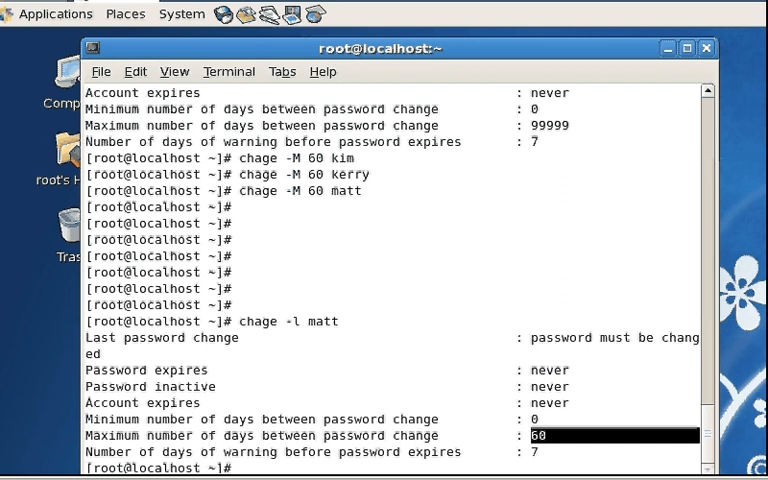 Applications Places System
root@localhost:~
File Edit View Terminal Tabs Help
Account expires : never
Minimum number of days between password change : 0
Maximum number of days between password change : 99999
Number of days of warning before password expires : 7
[root@localhost ~]# chage -M 60 kim
[root@localhost ~]# chage -M 60 kerry
[root@localhost ~]# chage -M 60 matt
[root@localhost ~]#
[root@localhost ~]#
[root@localhost ~]#
[root@localhost ~]#
[root@localhost ~]#
[root@localhost ~]#
[root@localhost ~]#
[root@localhost ~]# chage -l matt
Last password change : password must be chang
ed
Password expires : never
Password inactive : never
Account expires : never
Minimum number of days between password change : 0
Maximum number of days between password change : 60
Number of days of warning before password expires : 7
[root@localhost ~]#
Comp
root's H
Tras